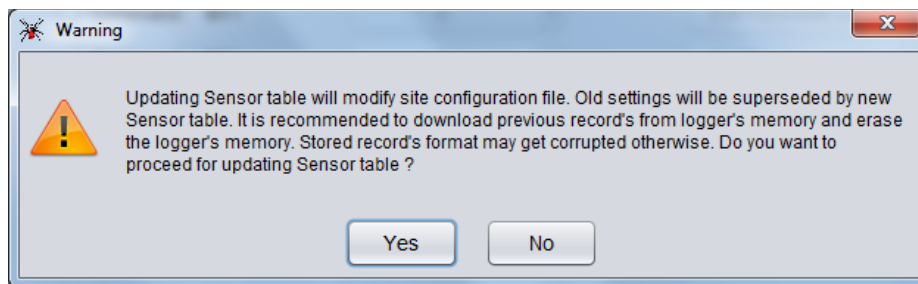 Warning
Updating Sensor table will modify site configuration file. Old settings will be superseded by new
Sensor table. It is recommended to download previous record's from logger's memory and erase
the logger's memory. Stored record's format may get corrupted otherwise. Do you want to
proceed for updating Sensor table ?
Yes No